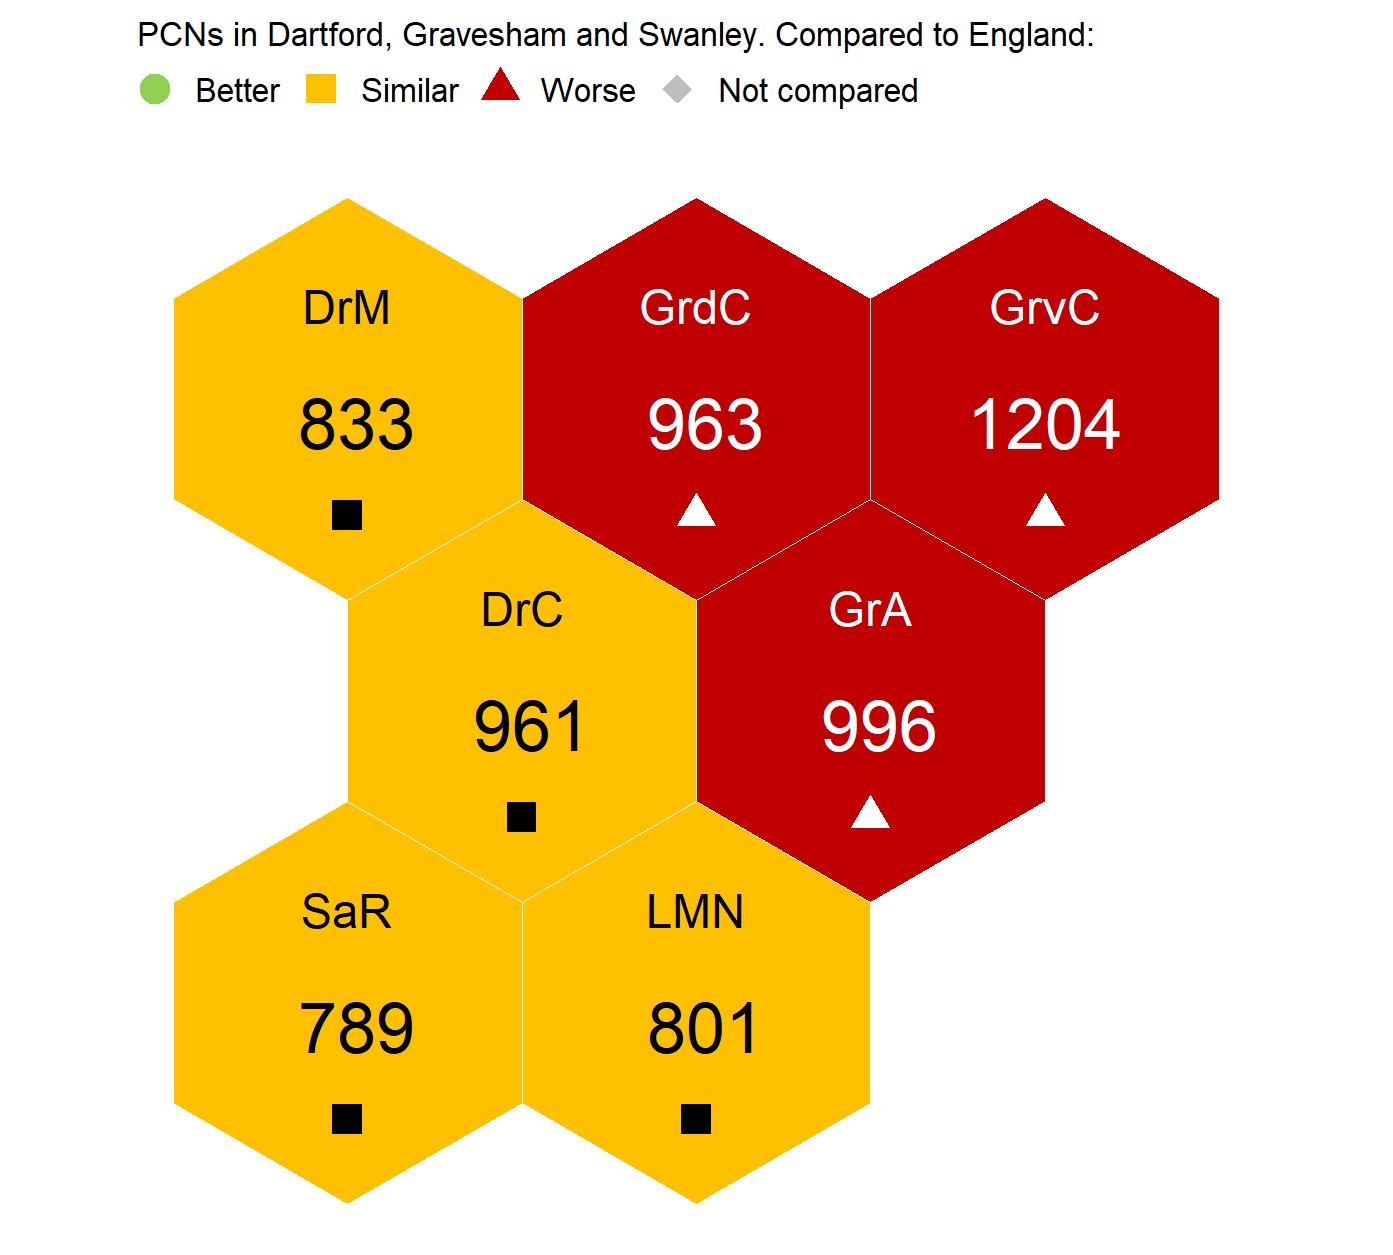 PCNs in Dartford, Gravesham and Swanley. Compared to England:
Better Similar Worse Not compared
DrM GrdC GrvC
833 963 1204
DrC GrA
961 996
SaR LMN
789 801